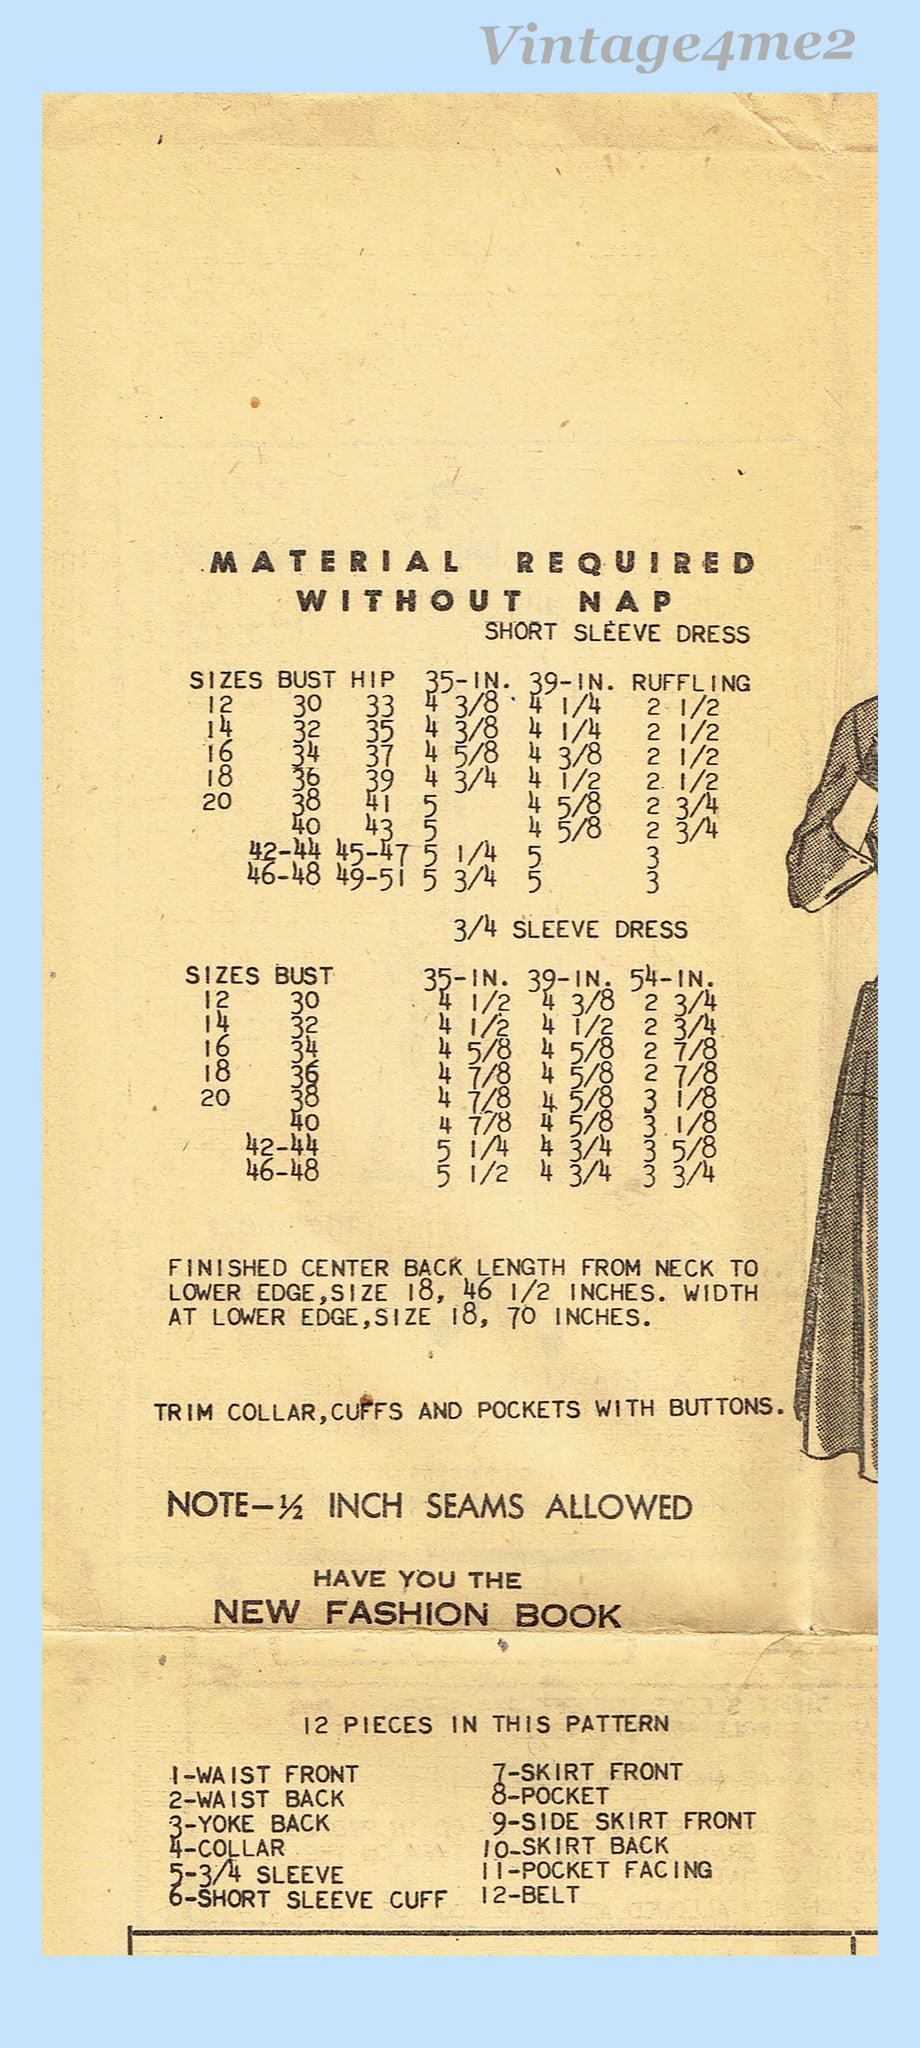 Vintage4me2
MATERIAL REQUIRED
WITHOUT NAP
SHORT SLEEVE DRESS
SIZES BUST HIP 35-IN. 39-IN. RUFFLING
12 30 33 4 3/8 4 1/4 2 1/2
14 32 35 4 3/8 4 1/4 2 1/2
16 34 37 4 5/8 4 3/8 2 1/2
18 36 39 4 3/4 4 1/2 2 1/2
20 38 41 5 4 5/8 2 3/4
40 43 5 4 5/8 2 3/4
42-44 45-47 5 1/4 5 3
46-48 49-51 5 3/4 5 3
3/4 SLEEVE DRESS
SIZES BUST 35-IN. 39-IN. 54-IN.
12 30 4 1/2 4 3/8 2 3/4
14 32 4 1/2 4 1/2 2 3/4
16 34 4 5/8 4 5/8 2 7/8
18 36 4 7/8 4 5/8 2 7/8
20 38 4 7/8 4 5/8 3 1/8
40 4 7/8 4 5/8 3 1/8
42-44 5 1/4 4 3/4 3 5/8
46-48 5 1/2 4 3/4 3 3/4
FINISHED CENTER BACK LENGTH FROM NECK TO
LOWER EDGE,SIZE 18, 46 1/2 INCHES. WIDTH
AT LOWER EDGE,SIZE 18, 70 INCHES.
TRIM COLLAR,CUFFS AND POCKETS WITH BUTTONS.
NOTE-½ INCH SEAMS ALLOWED
HAVE YOU THE
NEW FASHION BOOK
12 PIECES IN THIS PATTERN
1-WAIST FRONT
2-WAIST BACK
3-YOKE BACK
4-COLLAR
5-3/4 SLEEVE
6-SHORT SLEEVE CUFF
7-SKIRT FRONT
8-POCKET
9-SIDE SKIRT FRONT
10-SKIRT BACK
11-POCKET FACING
12-BELT